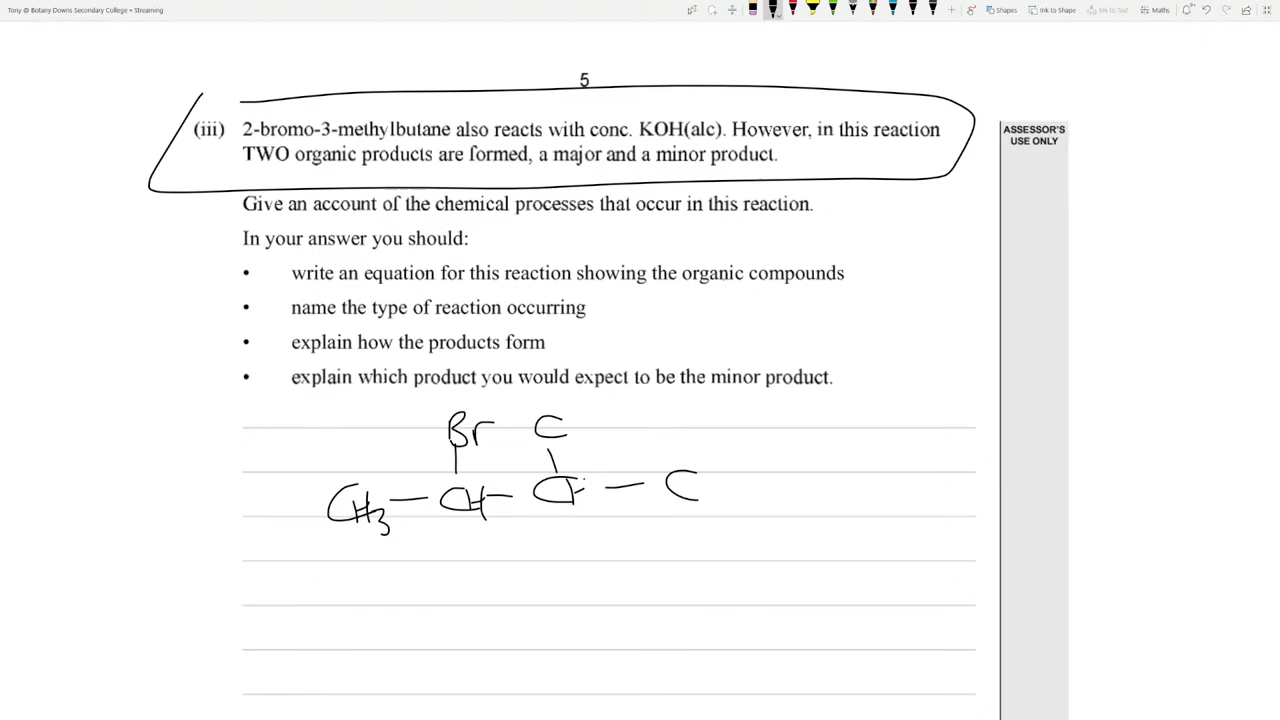 Tony @ Botany Downs Secondary College • Streaming
Shapes Ink to Shape Ink to Text Maths
5
(iii) 2-bromo-3-methylbutane also reacts with conc. KOH(alc). However, in this reaction
TWO organic products are formed, a major and a minor product.
ASSESSOR'S
USE ONLY
Give an account of the chemical processes that occur in this reaction.
In your answer you should:
• write an equation for this reaction showing the organic compounds
• name the type of reaction occurring
• explain how the products form
• explain which product you would expect to be the minor product.
Br C
CH3 — CH — CH — C